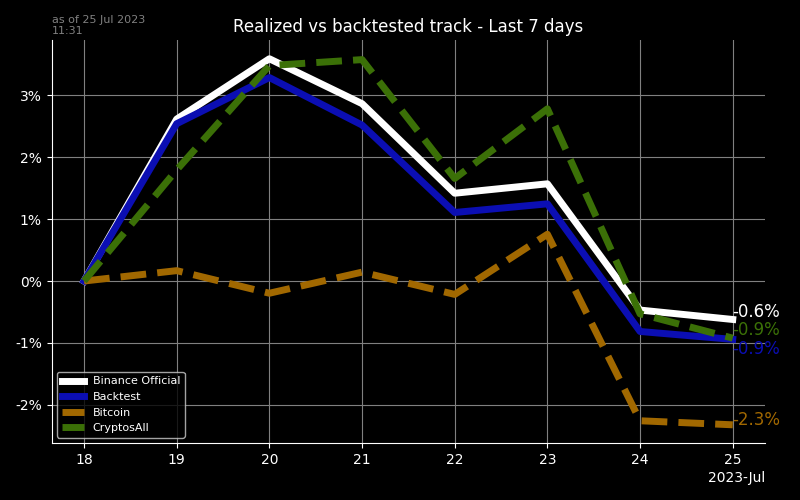 as of 25 Jul 2023
11:31
Realized vs backtested track - Last 7 days
3%
2%
1%
0%
-1%
-2%
-0.6%
-0.9%
-0.9%
-2.3%
Binance Official
Backtest
Bitcoin
CryptosAll
18 19 20 21 22 23 24 25
2023-Jul